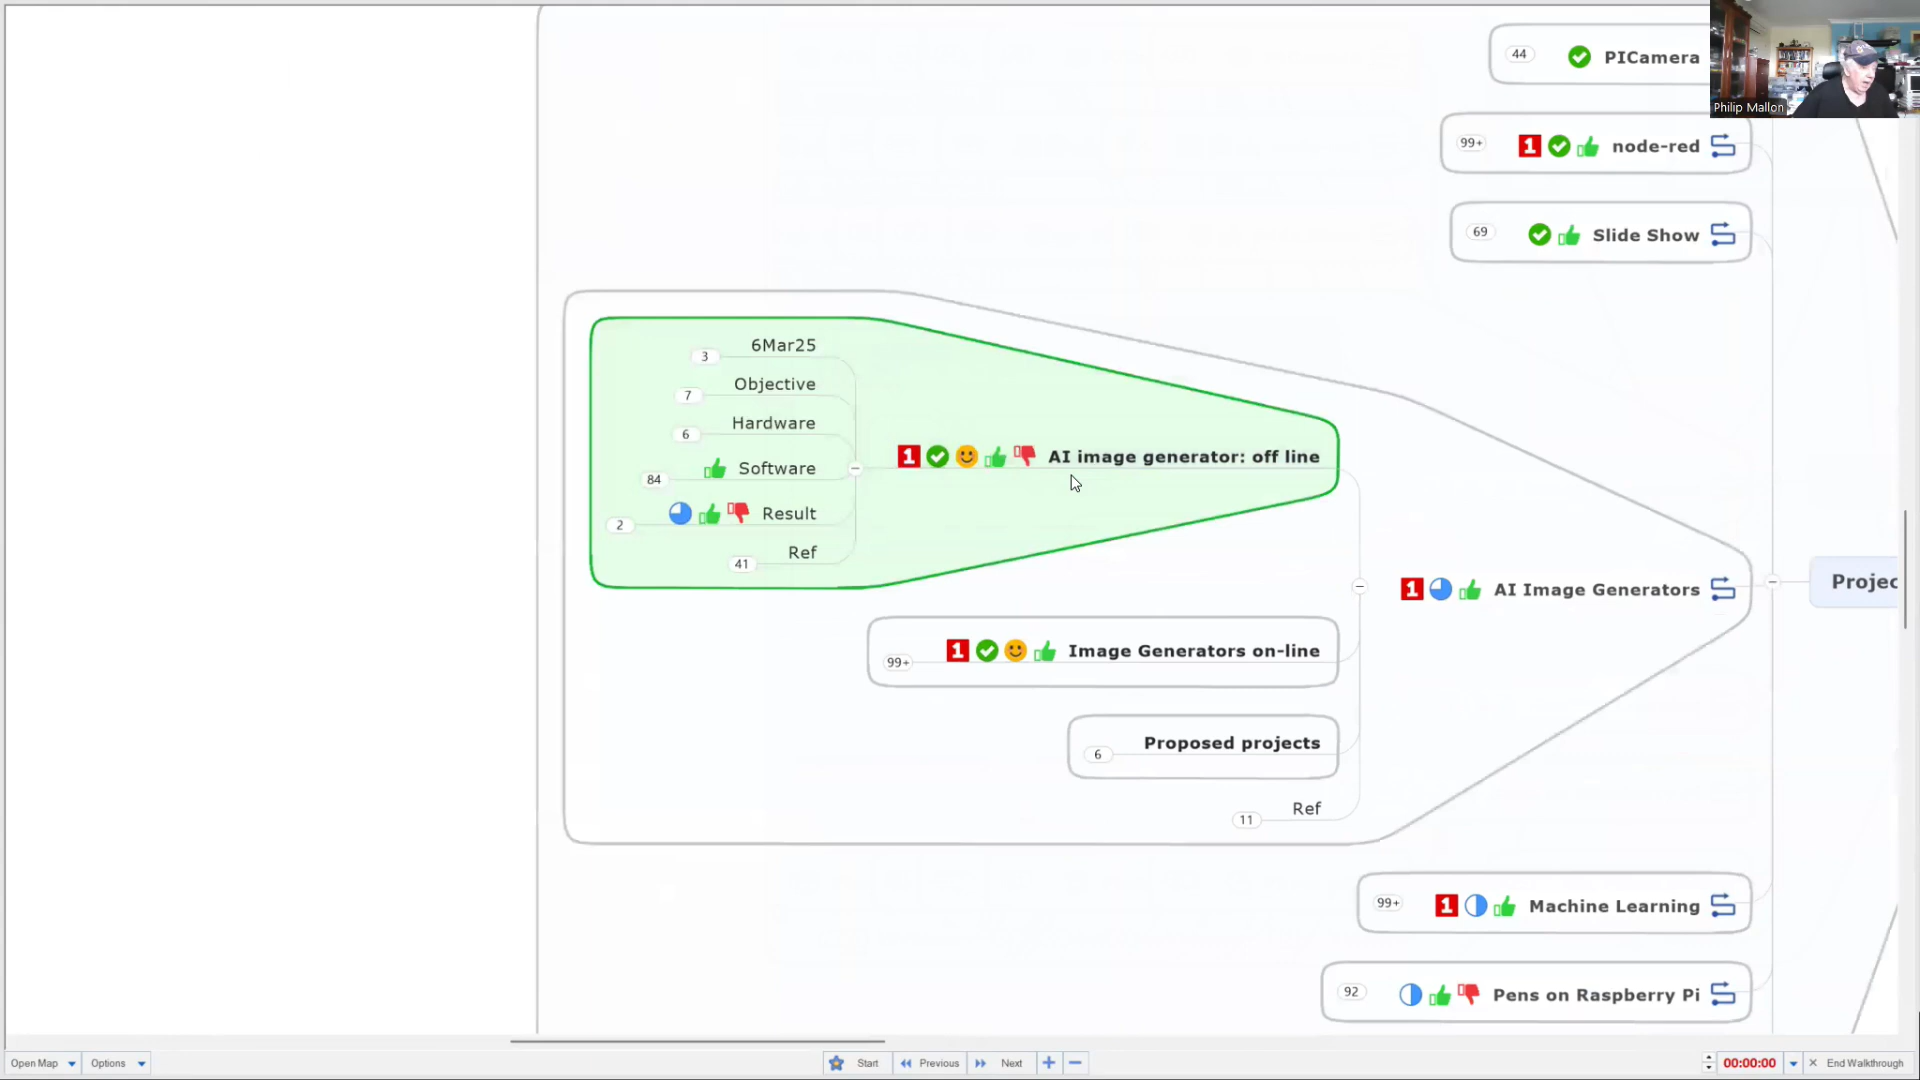 44 PICamera
Philip Mallon
99+ 1 node-red
69 Slide Show
6Mar25
3
Objective
7
Hardware
6
Software
84
Result
2
Ref
41
1 AI image generator: off line
1 AI Image Generators
Projec
1 Image Generators on-line
99+
Proposed projects
6
Ref
11
99+ 1 Machine Learning
92 Pens on Raspberry Pi
Open Map Options Start Previous Next 00:00:00 End Walkthrough